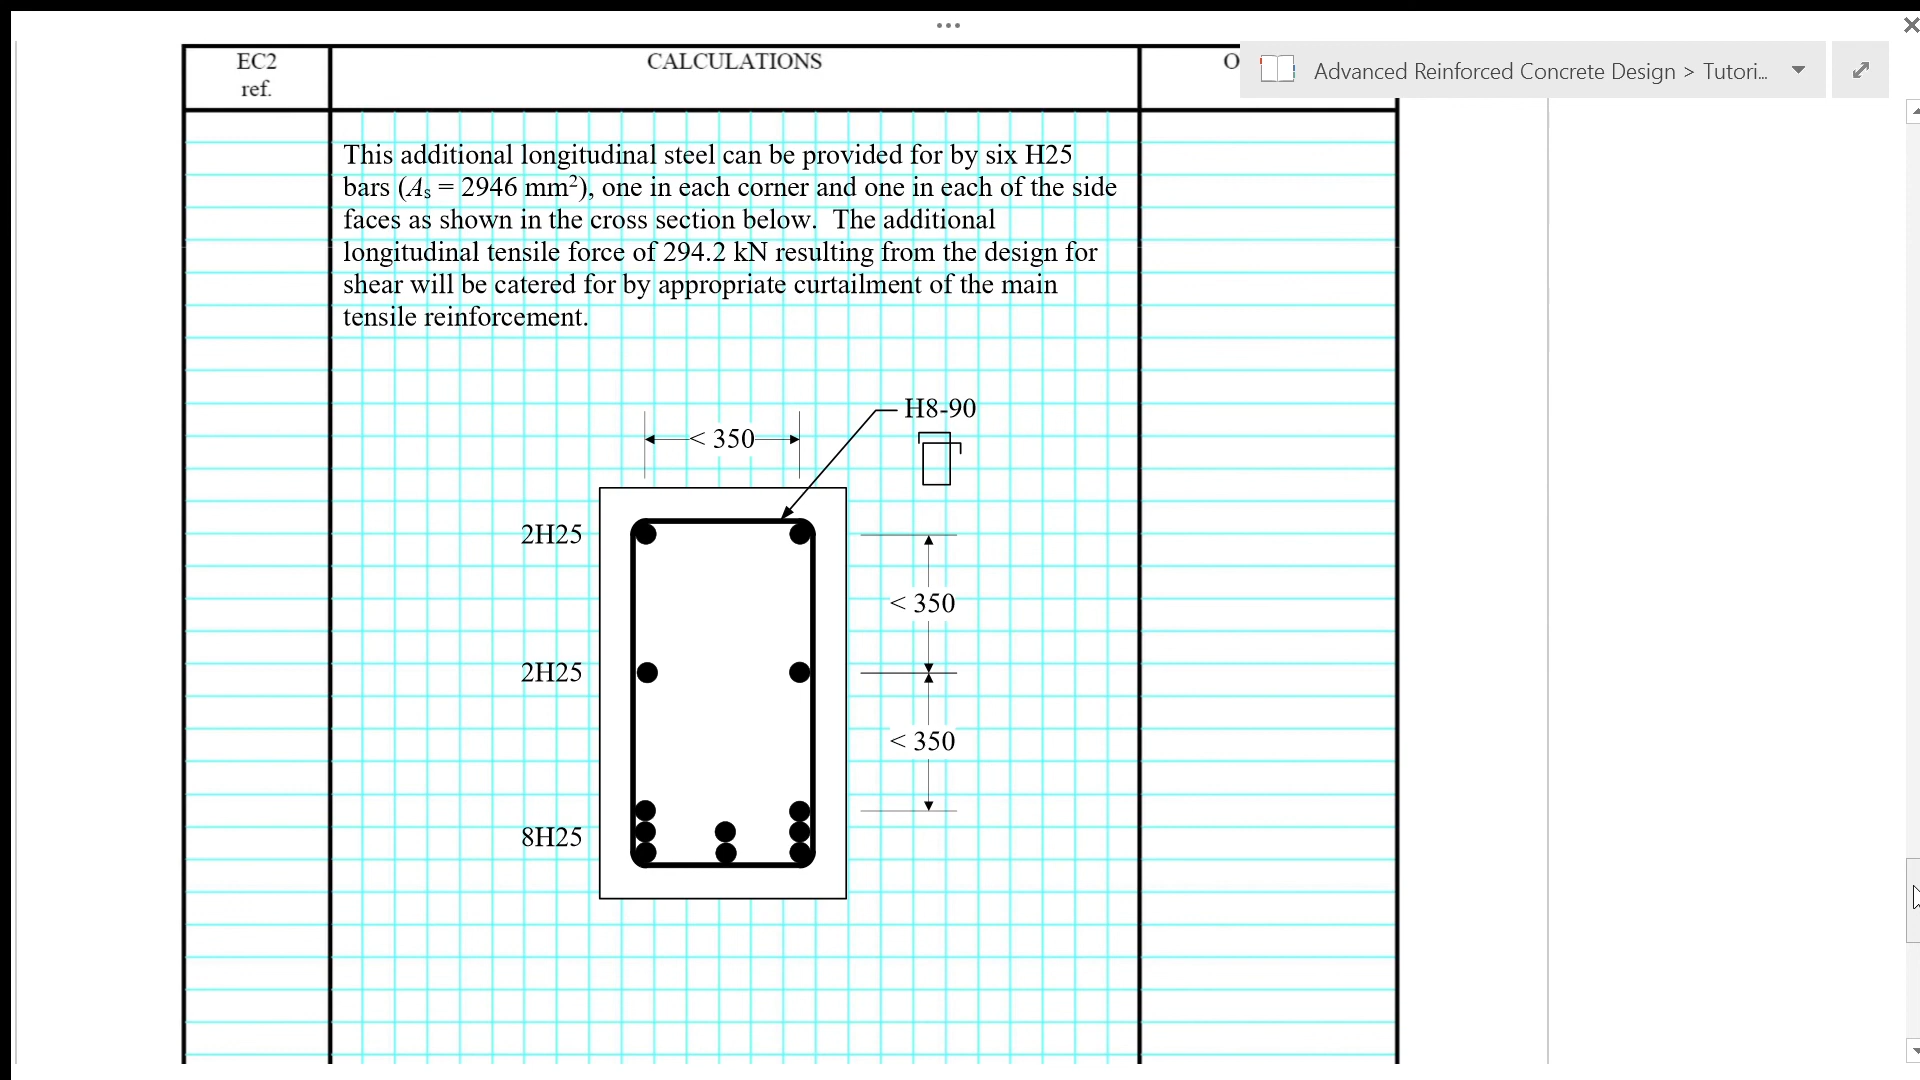 ...
EC2
ref.
CALCULATIONS
O
Advanced Reinforced Concrete Design > Tutori...
This additional longitudinal steel can be provided for by six H25
bars (As = 2946 mm²), one in each corner and one in each of the side
faces as shown in the cross section below. The additional
longitudinal tensile force of 294.2 kN resulting from the design for
shear will be catered for by appropriate curtailment of the main
tensile reinforcement.
H8-90
< 350
2H25
< 350
2H25
< 350
8H25